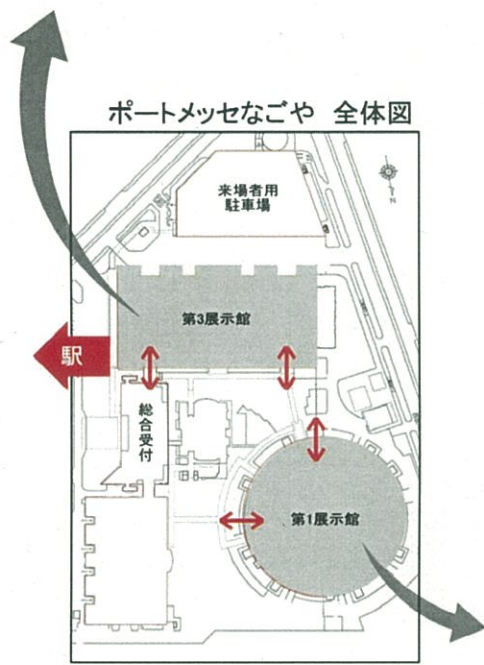 ポートメッセなごや 全体図
来場者用
駐車場
N
第3展示館
駅
総合受付
第1展示館